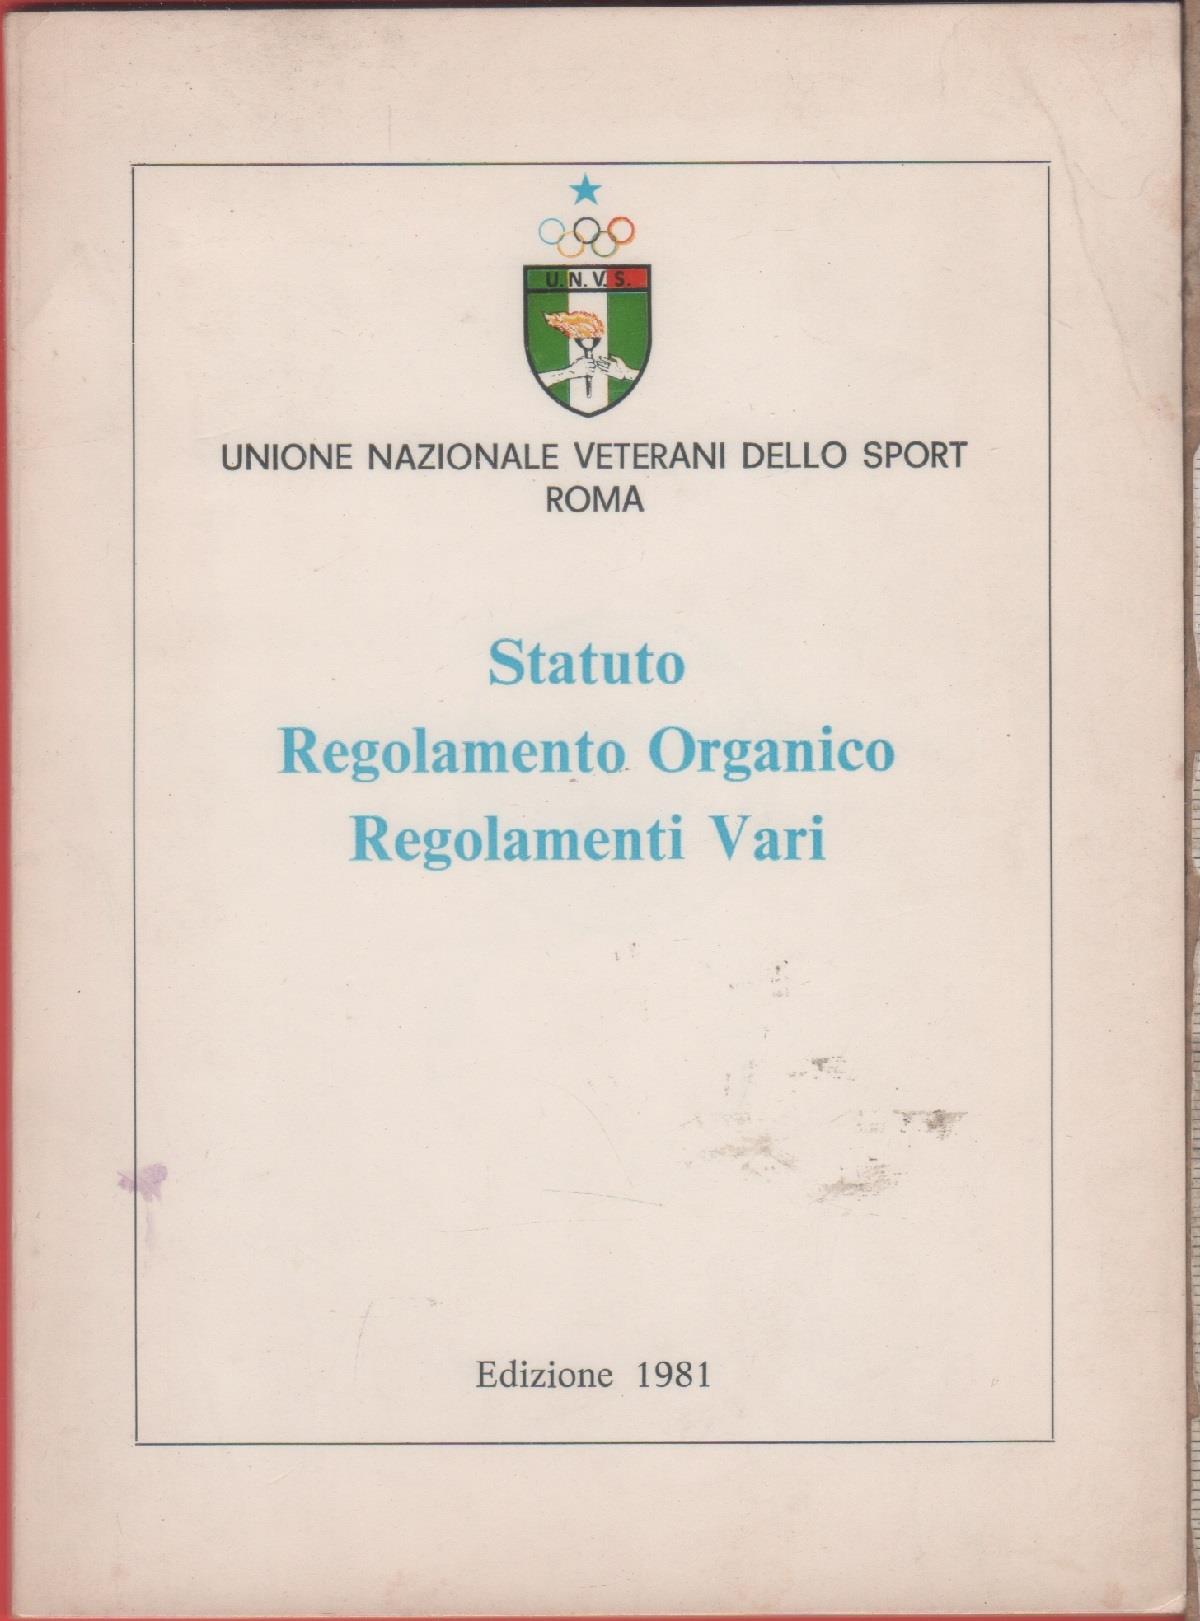 U.N.V.S.
UNIONE NAZIONALE VETERANI DELLO SPORT
ROMA
Statuto
Regolamento Organico
Regolamenti Vari
Edizione 1981